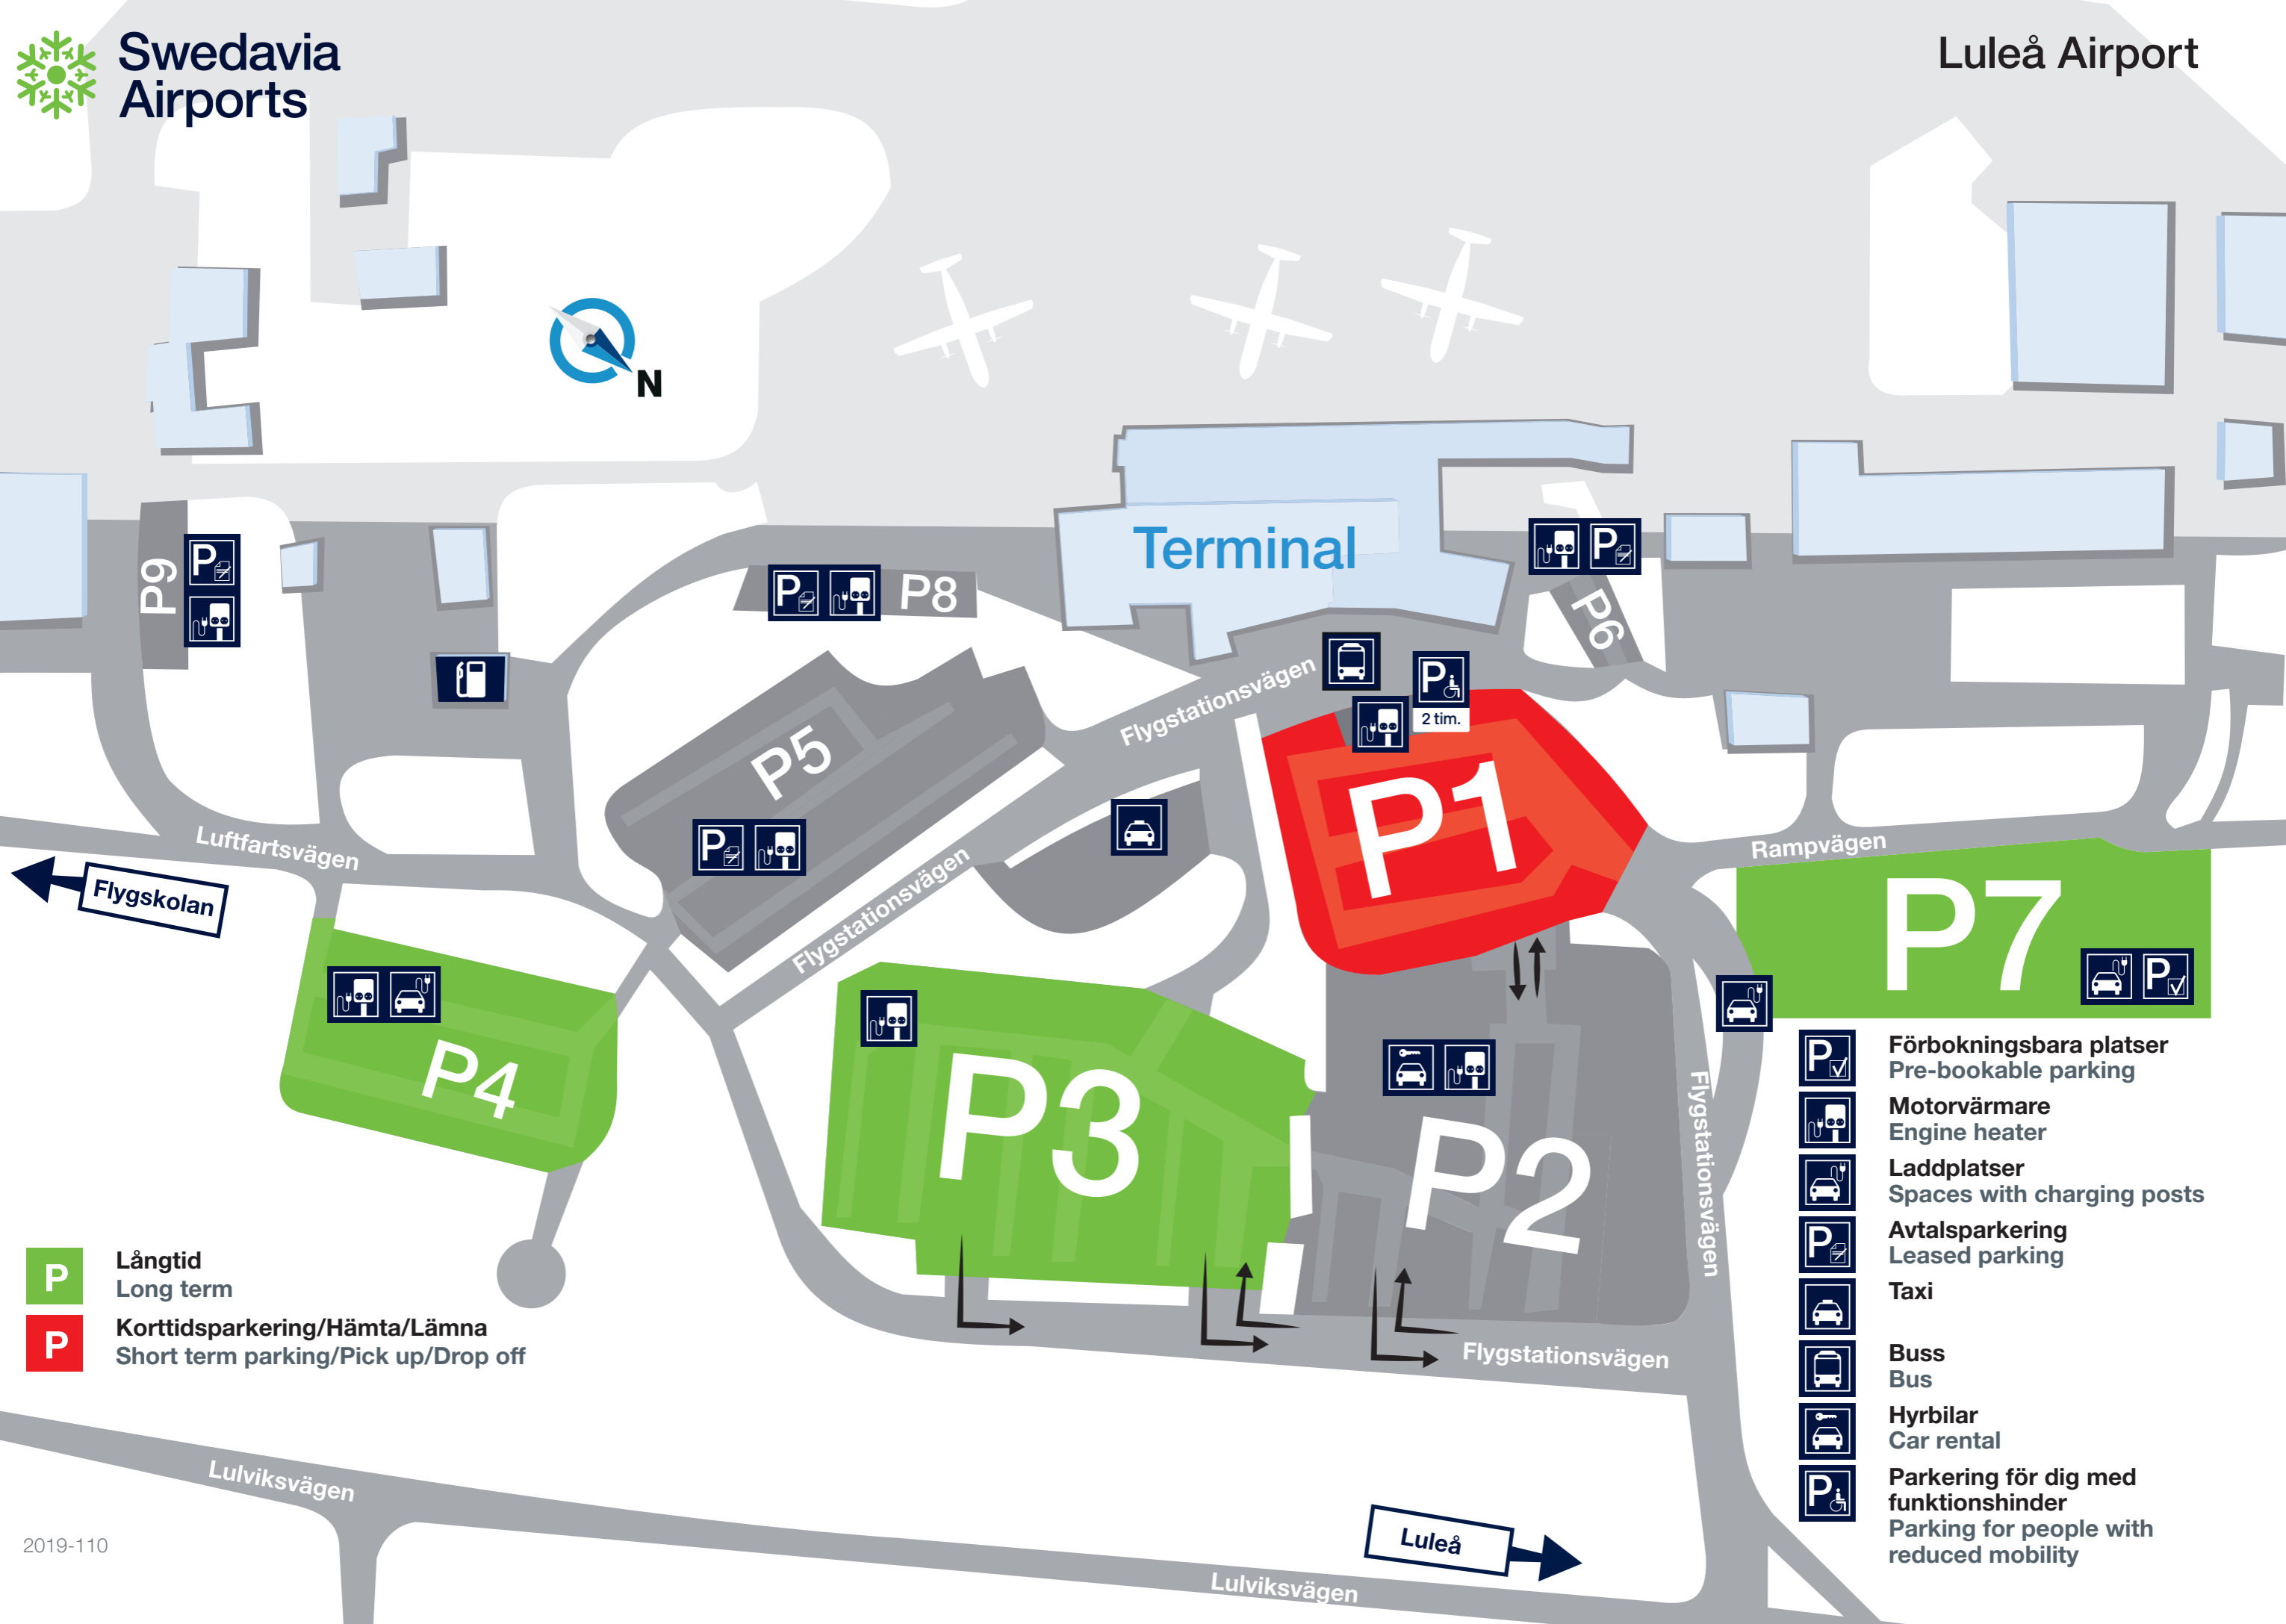 Swedavia
Airports
Luleå Airport
N
Terminal
P9
P
P
P8
P
P6
P
2 tim.
Flygstationsvägen
P5
P
P1
Luftfartsvägen
Flygskolan
Flygstationsvägen
Rampvägen
P7
P
P4
P3
P2
Flygstationsvägen
Flygstationsvägen
P
Långtid
Long term
P
Korttidsparkering/Hämta/Lämna
Short term parking/Pick up/Drop off
P
Förbokningsbara platser
Pre-bookable parking
Motorvärmare
Engine heater
Laddplatser
Spaces with charging posts
P
Avtalsparkering
Leased parking
Taxi
Buss
Bus
Hyrbilar
Car rental
P
Parkering för dig med
funktionshinder
Parking for people with
reduced mobility
Lulviksvägen
Luleå
Lulviksvägen
2019-110